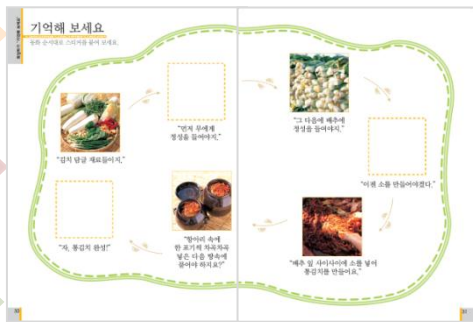 기억해 보세요
동화 순서대로 스티커를 붙여 보세요.
"김치 담글 재료들이지."
"먼저 무에게
정성을 들여야지."
"그 다음에 배추에
정성을 들여야지."
"이젠 소를 만들어야겠다."
"배추 잎 사이사이에 소를 넣어
통김치를 만들어요."
"항아리 속에
한 포기씩 차곡차곡
넣은 다음 땅속에
묻어야 하지요?"
"자, 통김치 완성!"